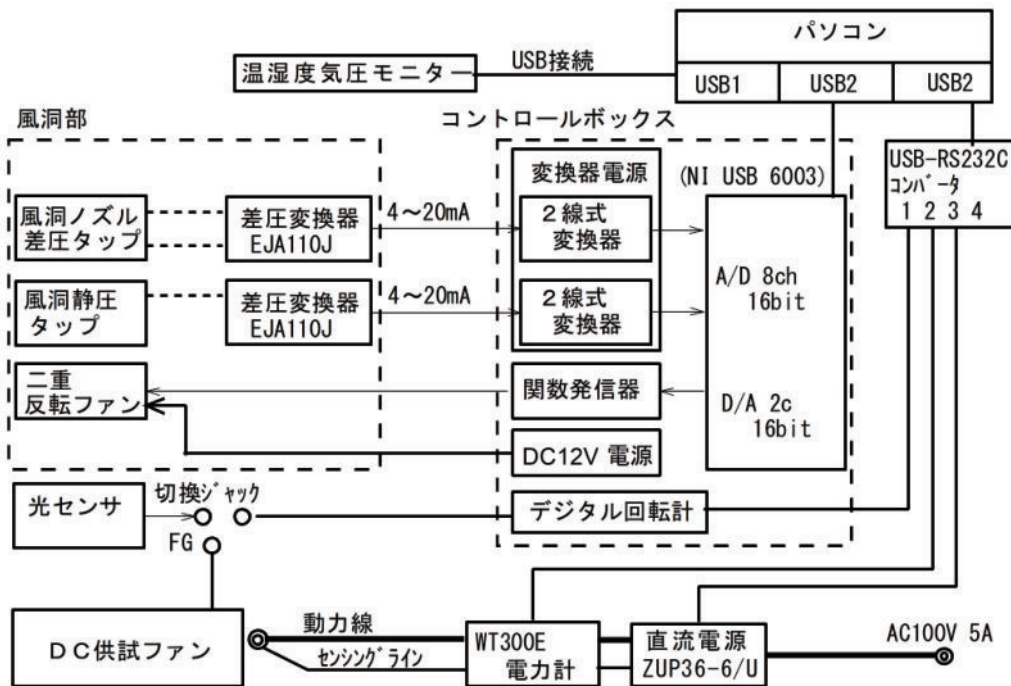 パソコン
USB接続
温湿度気圧モニター
USB1
USB2
USB2
風洞部
コントロールボックス
USB-RS232C
コンバータ
1 2 3 4
変換器電源
(NI USB 6003)
風洞ノズル
差圧タップ
差圧変換器
EJA110J
4～20mA
2線式
変換器
A/D 8ch
16bit
風洞静圧
タップ
差圧変換器
EJA110J
4～20mA
2線式
変換器
二重
反転ファン
関数発信器
D/A 2c
16bit
DC12V 電源
光センサ
切換ジャック
デジタル回転計
FG
DC供試ファン
動力線
センシングライン
WT300E
電力計
直流電源
ZUP36-6/U
AC100V 5A